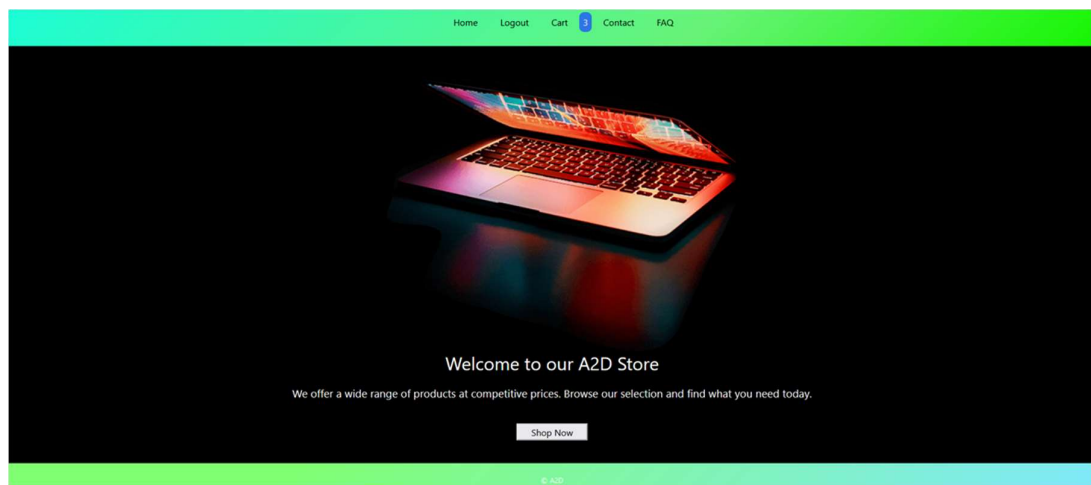 Home Logout Cart 3 Contact FAQ
Welcome to our A2D Store
We offer a wide range of products at competitive prices. Browse our selection and find what you need today.
Shop Now
© A2D